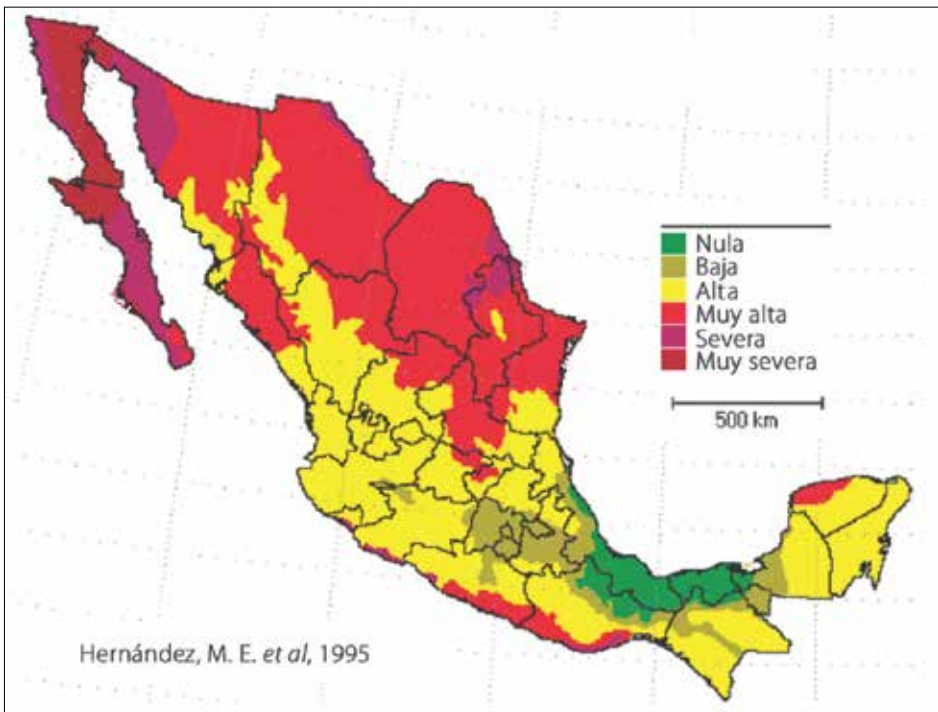 Nula
Baja
Alta
Muy alta
Severa
Muy severa
500 km
Hernández, M. E. et al, 1995